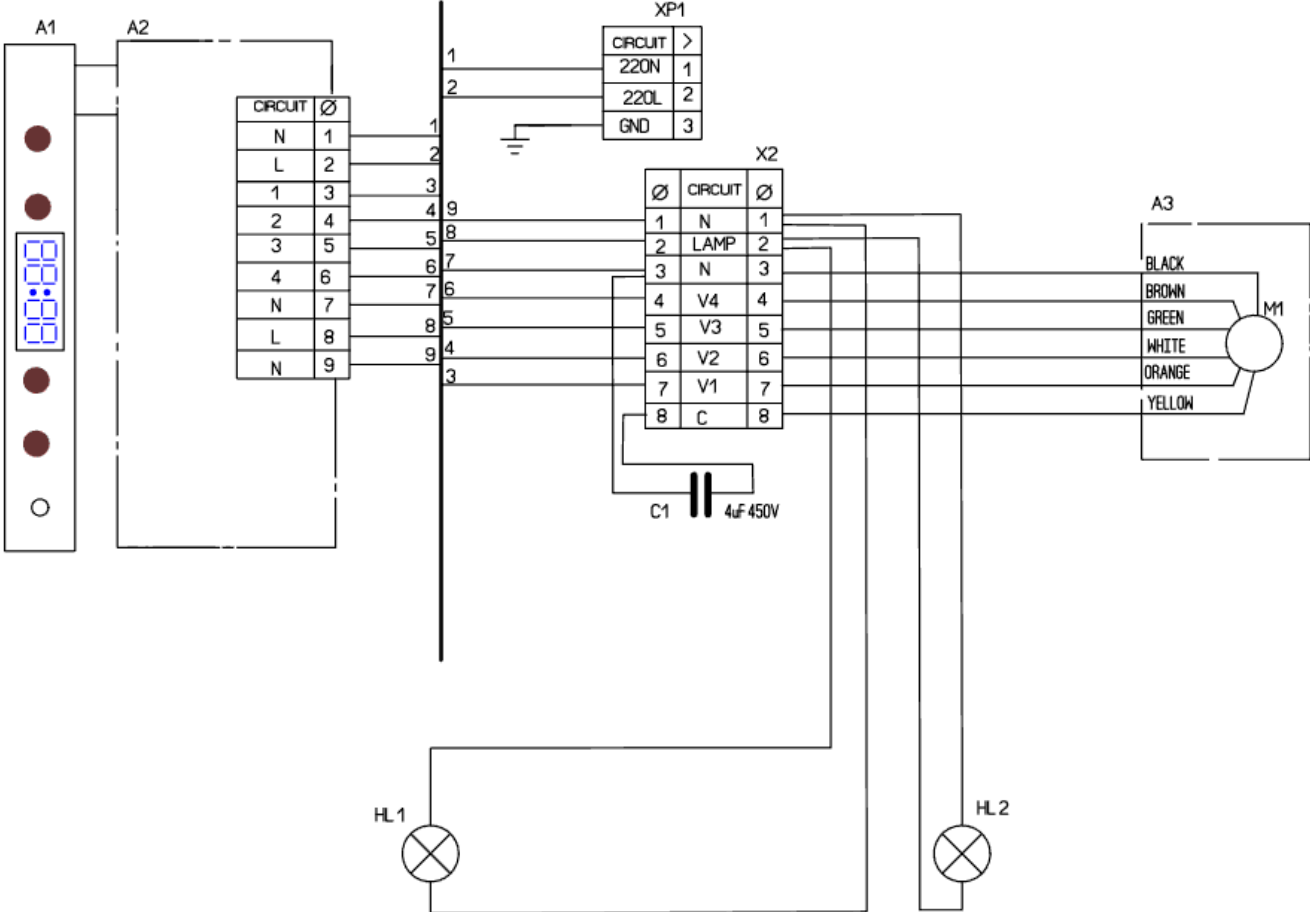 A1
A2
CIRCUIT Ø
N 1
L 2
1 3
2 4
3 5
4 6
N 7
L 8
N 9
1
2
3
4
5
6
7
8
9
1
2
9
8
7
6
5
4
3
XP1
CIRCUIT >
220N 1
220L 2
GND 3
X2
Ø CIRCUIT Ø
1 N 1
2 LAMP 2
3 N 3
4 V4 4
5 V3 5
6 V2 6
7 V1 7
8 C 8
C1 4uF 450V
A3
BLACK
BROWN
GREEN
WHITE
ORANGE
YELLOW
M1
HL1
HL2
88:88